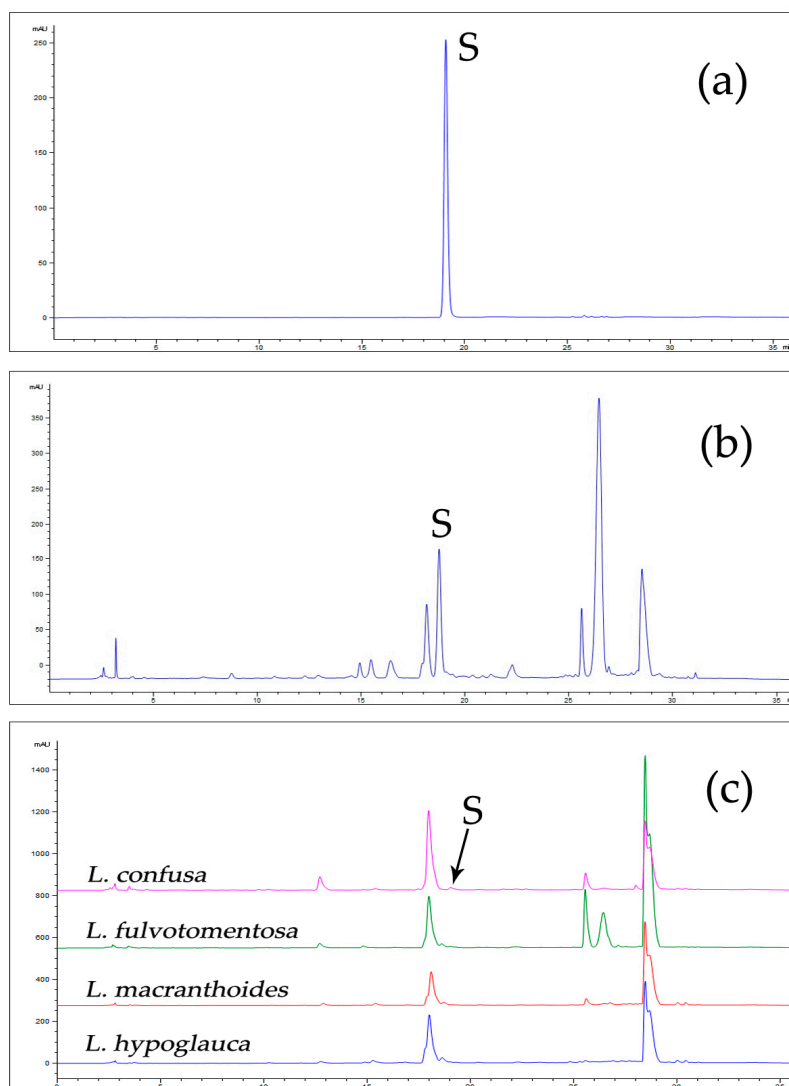 mAU
S
(a)
250
200
150
100
50
0
5 10 15 20 25 30 35
mAU
(b)
350
300
250
200
150
100
50
0
S
5 10 15 20 25 30 35
mAU
(c)
1400
1200
1000
800
600
400
200
0
S
L. confusa
L. fulvotomentosa
L. macranthoides
L. hypoglauca